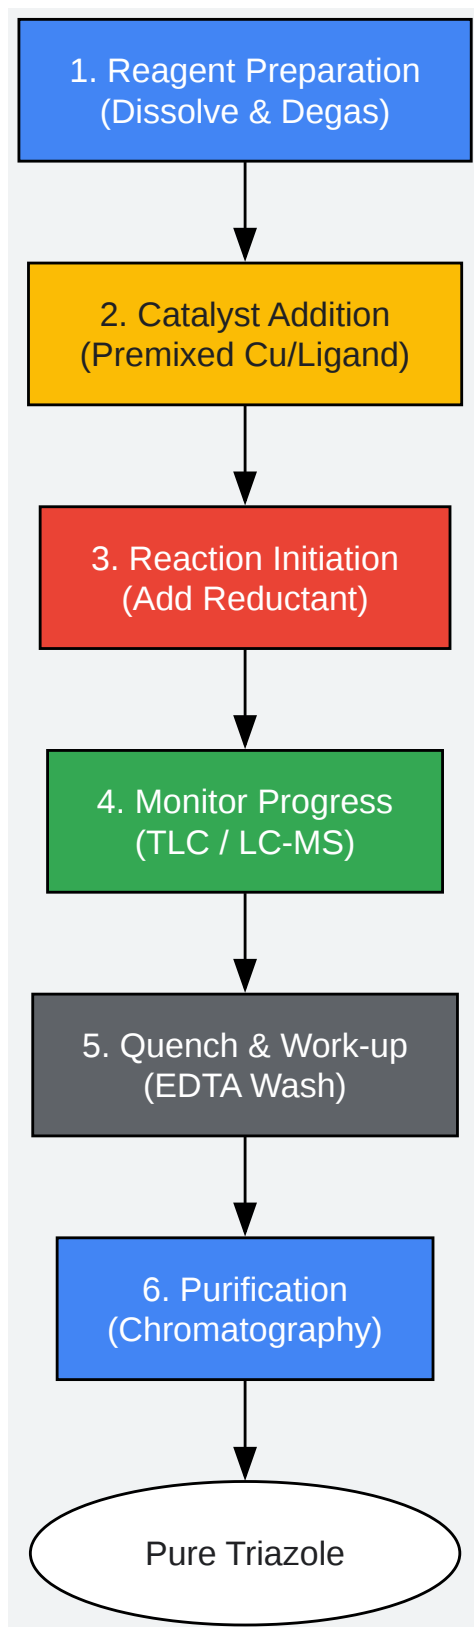 1. Reagent Preparation
(Dissolve & Degas)
2. Catalyst Addition
(Premixed Cu/Ligand)
3. Reaction Initiation
(Add Reductant)
4. Monitor Progress
(TLC / LC-MS)
5. Quench & Work-up
(EDTA Wash)
6. Purification
(Chromatography)
Pure Triazole